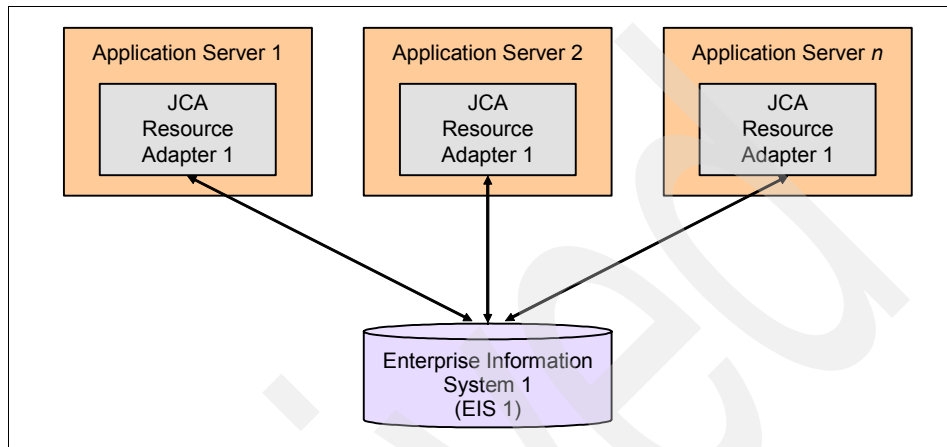 Application Server 1
Application Server 2
Application Server n
JCA
Resource
Adapter 1
JCA
Resource
Adapter 1
JCA
Resource
Adapter 1
Enterprise Information
System 1
(EIS 1)